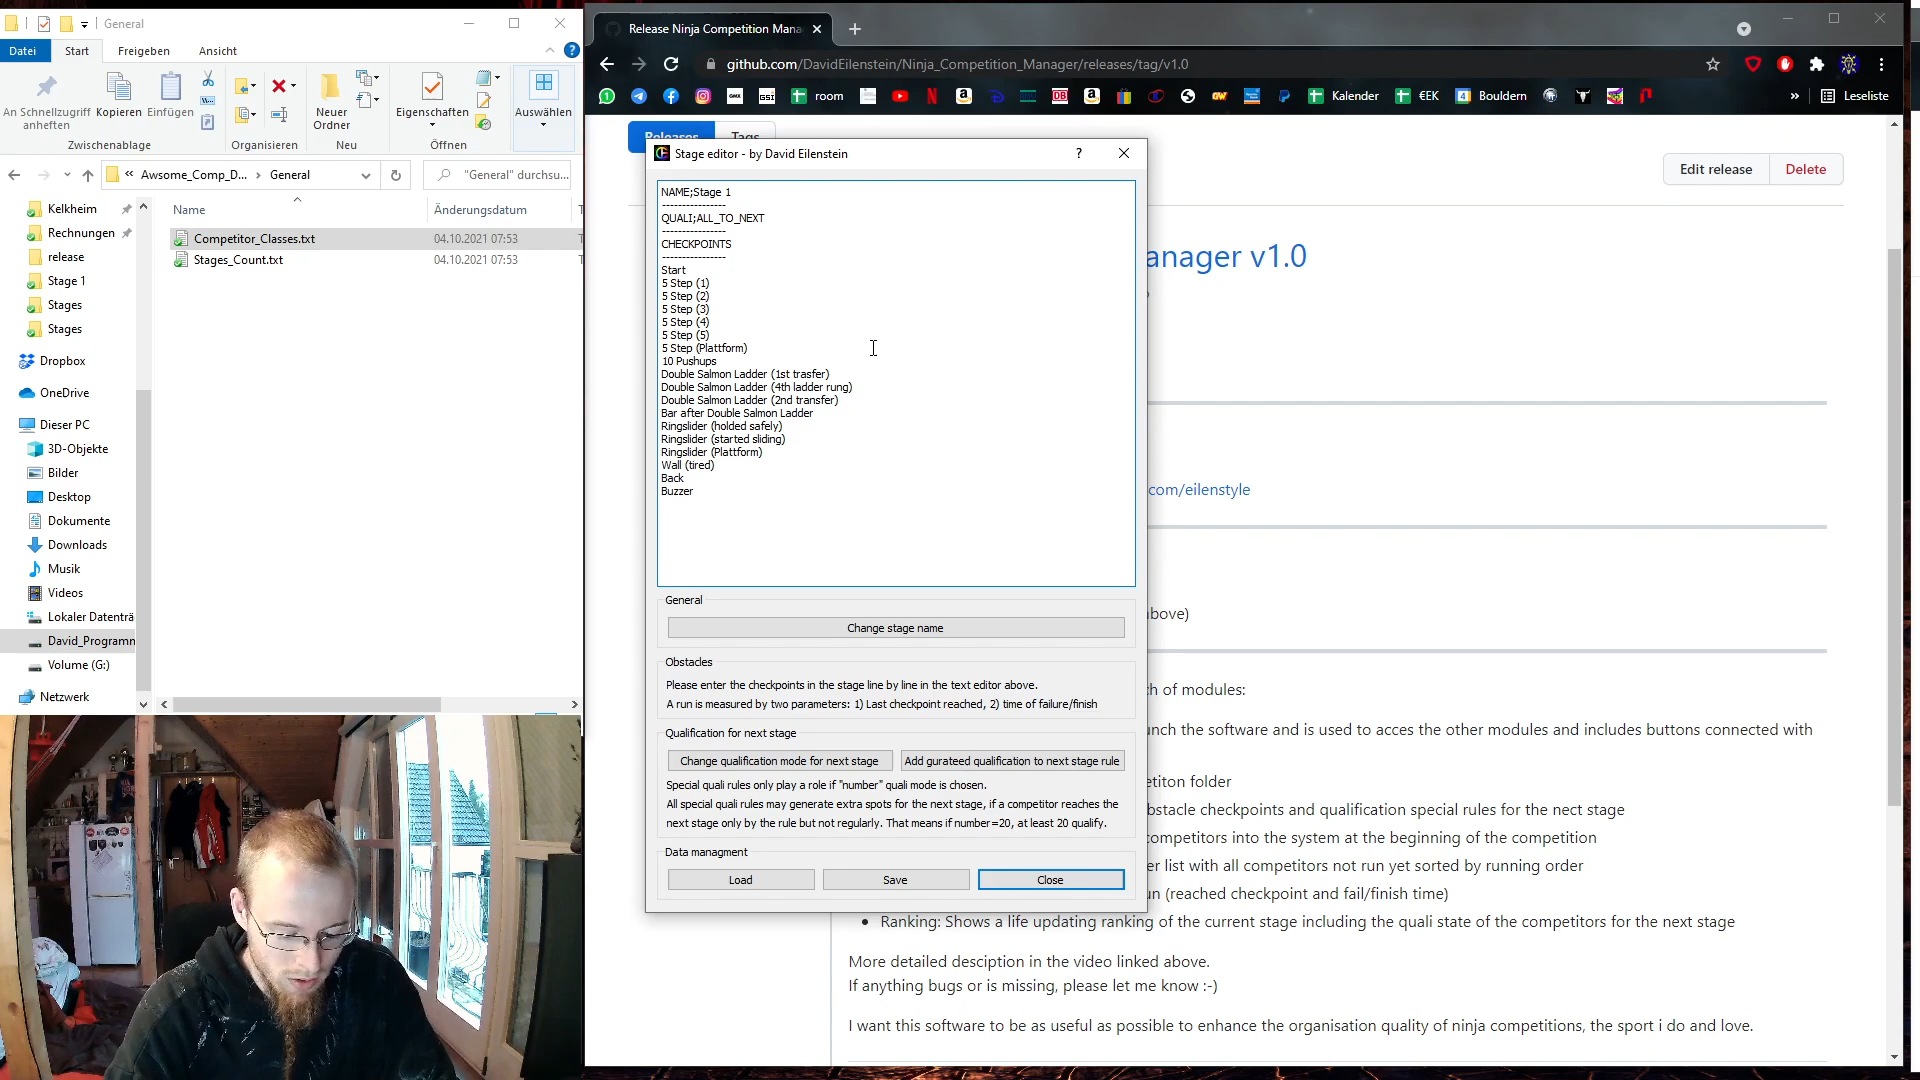 General
Datei
Start
Freigeben
Ansicht
An Schnellzugriff
anheften
Kopieren
Einfügen
Neuer
Ordner
Eigenschaften
Auswählen
Zwischenablage
Organisieren
Neu
Öffnen
« Awsome_Comp_D... › General
"General" durchsu...
Name
Änderungsdatum
Competitor_Classes.txt
04.10.2021 07:53
Stages_Count.txt
04.10.2021 07:53
Kelkheim
Rechnungen
release
Stage 1
Stages
Stages
Dropbox
OneDrive
Dieser PC
3D-Objekte
Bilder
Desktop
Dokumente
Downloads
Musik
Videos
Lokaler Datenträ
David_Programm
Volume (G:)
Netzwerk
Release Ninja Competition Mana
github.com/DavidEilenstein/Ninja_Competition_Manager/releases/tag/v1.0
room
Kalender
€EK
Bouldern
Leseliste
Releases
Tags
Edit release
Delete
Stage editor - by David Eilenstein
NAME;Stage 1
----------------
QUALI;ALL_TO_NEXT
----------------
CHECKPOINTS
----------------
Start
5 Step (1)
5 Step (2)
5 Step (3)
5 Step (4)
5 Step (5)
5 Step (Plattform)
10 Pushups
Double Salmon Ladder (1st trasfer)
Double Salmon Ladder (4th ladder rung)
Double Salmon Ladder (2nd transfer)
Bar after Double Salmon Ladder
Ringslider (holded safely)
Ringslider (started sliding)
Ringslider (Plattform)
Wall (tired)
Back
Buzzer
General
Change stage name
Obstacles
Please enter the checkpoints in the stage line by line in the text editor above.
A run is measured by two parameters: 1) Last checkpoint reached, 2) time of failure/finish
Qualification for next stage
Change qualification mode for next stage
Add gurateed qualification to next stage rule
Special quali rules only play a role if "number" quali mode is chosen.
All special quali rules may generate extra spots for the next stage, if a competitor reaches the
next stage only by the rule but not regularly. That means if number=20, at least 20 qualify.
Data managment
Load
Save
Close
anager v1.0
com/eilenstyle
bove)
ch of modules:
unch the software and is used to acces the other modules and includes buttons connected with
etiton folder
bstacle checkpoints and qualification special rules for the nect stage
competitors into the system at the beginning of the competition
er list with all competitors not run yet sorted by running order
un (reached checkpoint and fail/finish time)
• Ranking: Shows a life updating ranking of the current stage including the quali state of the competitors for the next stage
More detailed desciption in the video linked above.
If anything bugs or is missing, please let me know :-)
I want this software to be as useful as possible to enhance the organisation quality of ninja competitions, the sport i do and love.